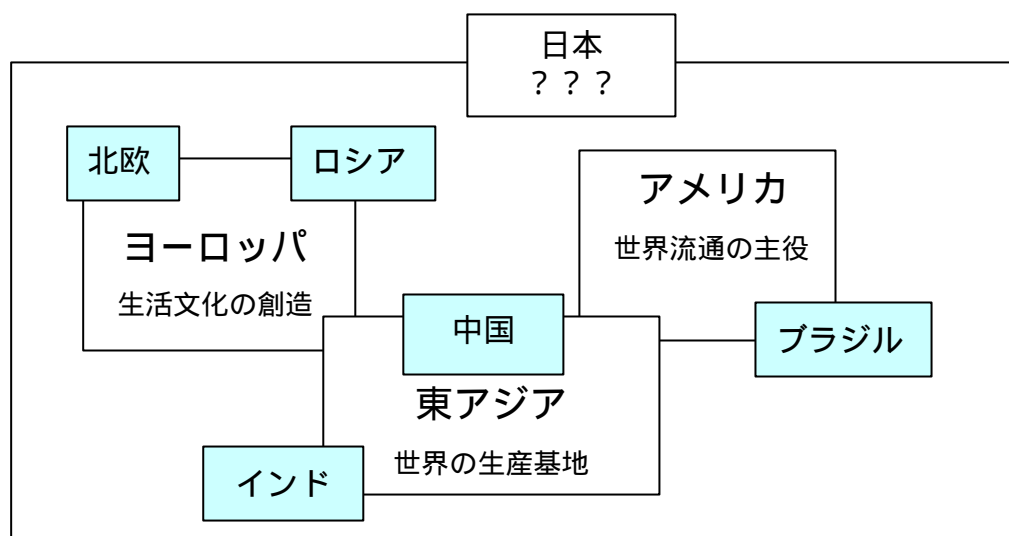 日本
？？？
北欧
ロシア
アメリカ
ヨーロッパ
世界流通の主役
生活文化の創造
中国
ブラジル
東アジア
世界の生産基地
インド